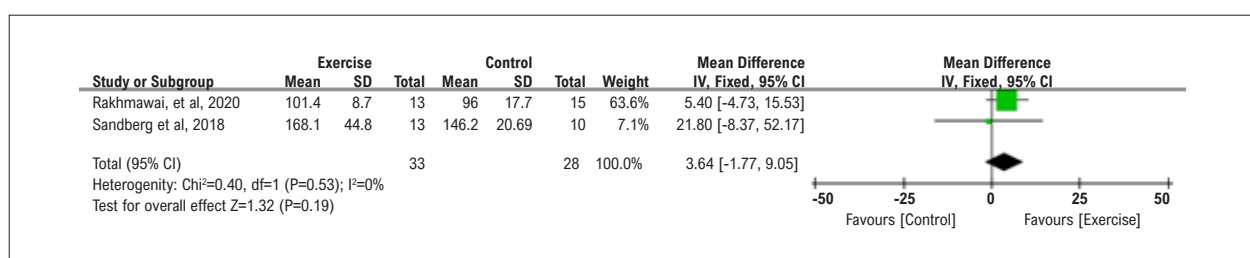 Exercise Control Mean Difference Mean Difference
Study or Subgroup Mean SD Total Mean SD Total Weight IV, Fixed, 95% CI IV, Fixed, 95% CI
Rakhmawai, et al, 2020 101.4 8.7 13 96 17.7 15 63.6% 5.40 [-4.73, 15.53]
Sandberg et al, 2018 168.1 44.8 13 146.2 20.69 10 7.1% 21.80 [-8.37, 52.17]
Total (95% CI) 33 28 100.0% 3.64 [-1.77, 9.05]
Heterogenity: Chi²=0.40, df=1 (P=0.53); I²=0%
Test for overall effect Z=1.32 (P=0.19)
-50 -25 0 25 50
Favours [Control] Favours [Exercise]